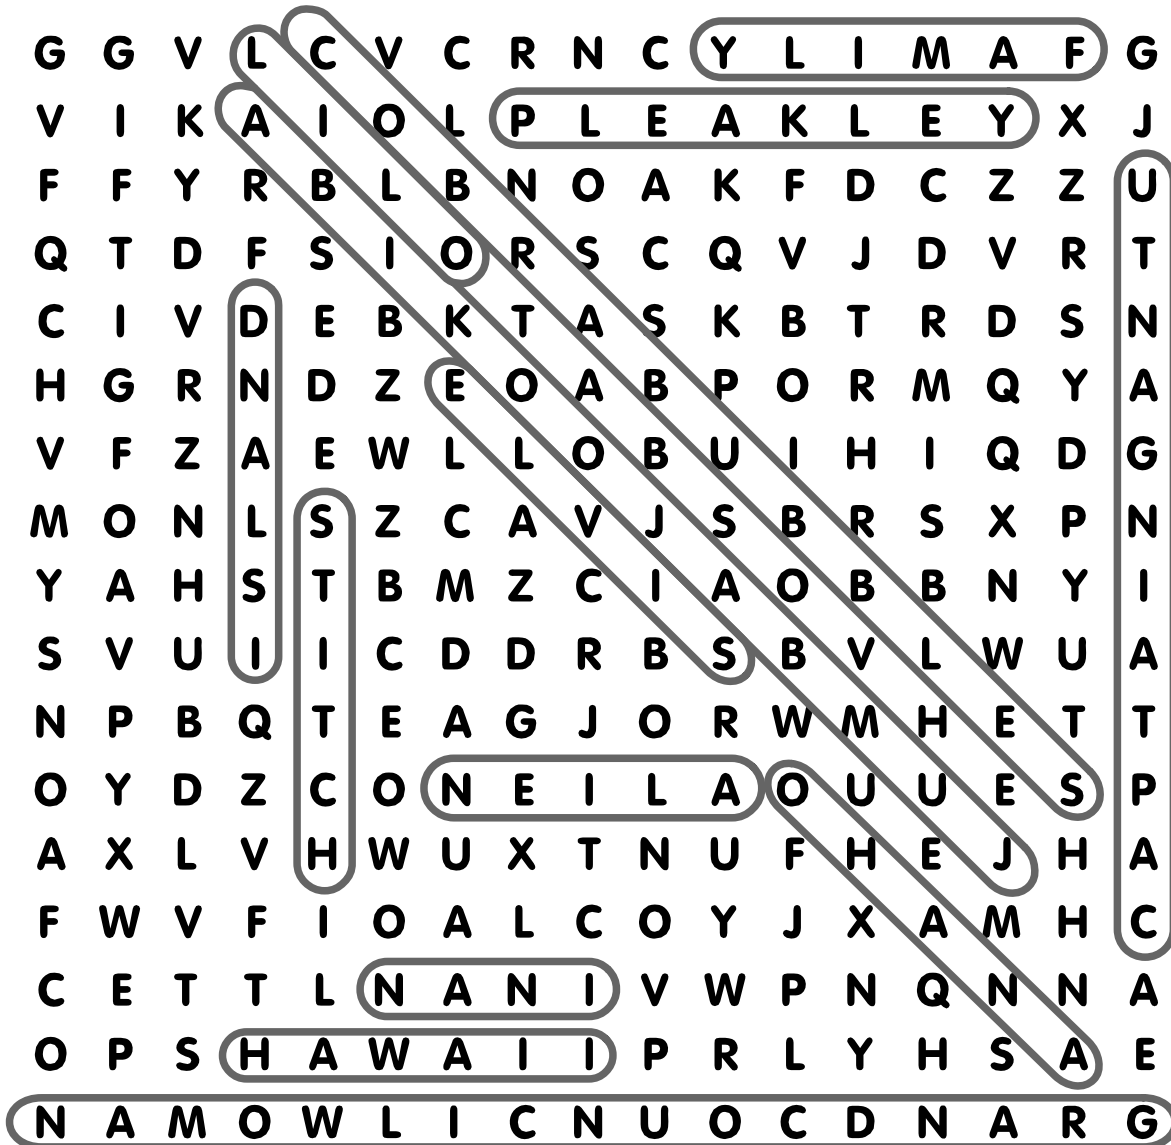 G G V L C V C R N C Y L I M A F G
V I K A I O L P L E A K L E Y X J
F F Y R B L B N O A K F D C Z Z U
Q T D F S I O R S C Q V J D V R T
C I V D E B K T A S K B T R D S N
H G R N D Z E O A B P O R M Q Y A
V F Z A E W L L O B U I H I Q D G
M O N L S Z C A V J S B R S X P N
Y A H S T B M Z C I A O B B N Y I
S V U I I C D D R B S B V L W U A
N P B Q T E A G J O R W M H E T T
O Y D Z C O N E I L A O U U E S P
A X L V H W U X T N U F H E J H A
F W V F I O A L C O Y J X A M H C
C E T T L N A N I V W P N Q N N A
O P S H A W A I I P R L Y H S A E
N A M O W L I C N U O C D N A R G